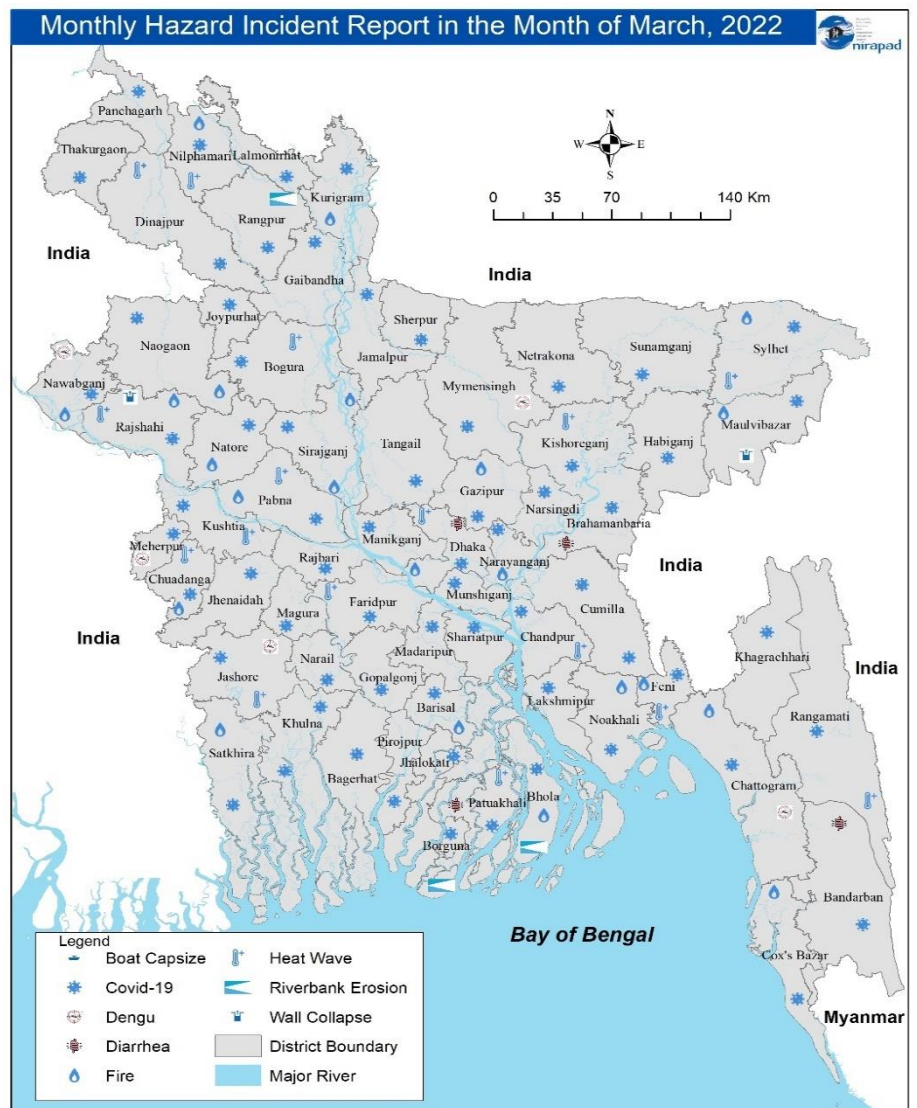 Monthly Hazard Incident Report in the Month of March, 2022
nirapad
N
W E
S
0 35 70 140 Km
Panchagarh
Thakurgaon
Nilphamari
Lalmonirhat
Kurigram
Dinajpur
Rangpur
India
India
Gaibandha
Joypurhat
Sherpur
Naogaon
Bogura
Jamalpur
Netrakona
Sunamganj
Sylhet
Mymensingh
Nawabganj
Rajshahi
Natore
Sirajganj
Tangail
Kishoreganj
Habiganj
Maulvibazar
Pabna
Gazipur
Narsingdi
Brahamanbaria
Kushtia
Manikganj
Meherpur
Dhaka
Narayanganj
India
Chuadanga
Rajbari
Jhenaidah
Munshiganj
Cumilla
Magura
Faridpur
India
Shariatpur
Chandpur
Madaripur
Khagrachhari
India
Narail
Jashore
Gopalgonj
Feni
Barisal
Lakshmipur
Noakhali
Rangamati
Khulna
Satkhira
Pirojpur
Jhalokati
Bagerhat
Chattogram
Patuakhali
Bhola
Borguna
Bandarban
Bay of Bengal
Cox's Bazar
Myanmar
Legend
Boat Capsize
Heat Wave
Covid-19
Riverbank Erosion
Dengu
Wall Collapse
Diarrhea
District Boundary
Fire
Major River